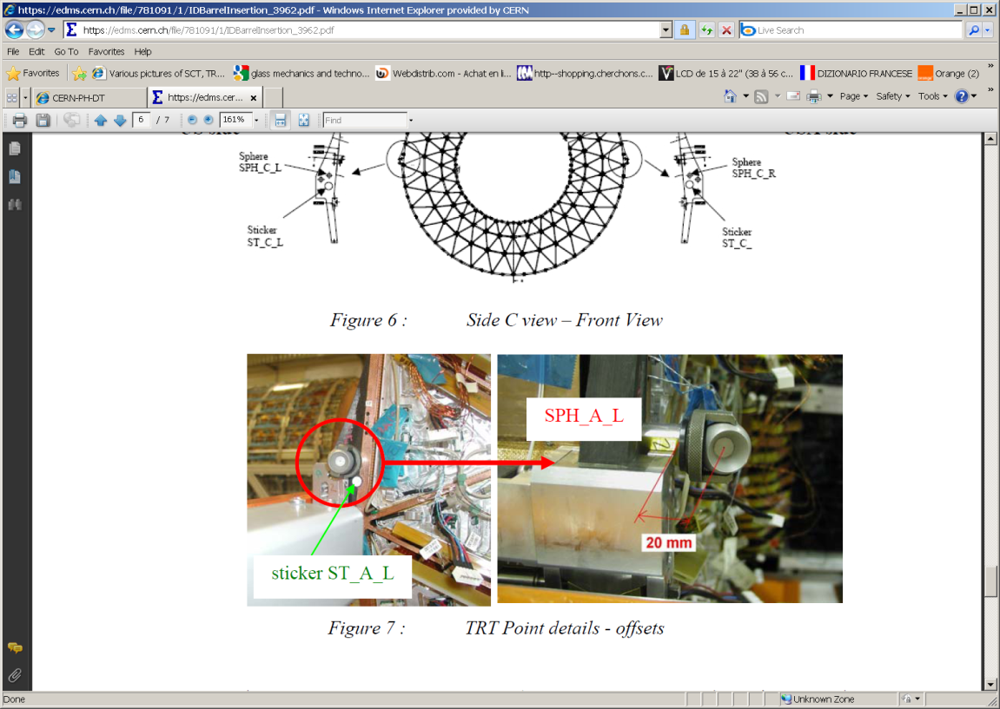 https://edms.cern.ch/file/781091/1/IDBarrelInsertion_3962.pdf - Windows Internet Explorer provided by CERN
https://edms.cern.ch/file/781091/1/IDBarrelInsertion_3962.pdf
Live Search
File Edit Go To Favorites Help
Favorites Various pictures of SCT, TR... glass mechanics and techno... Webdistrib.com - Achat en li... http--shopping.cherchons.c... LCD de 15 à 22" (38 à 56 c... DIZIONARIO FRANCESE Orange (2)
CERN-PH-DT https://edms.cer...
Page Safety Tools
6 / 7 161% Find
Sphere
SPH_C_L
Sphere
SPH_C_R
Sticker
ST_C_L
Sticker
ST_C_
Figure 6 : Side C view – Front View
SPH_A_L
20 mm
sticker ST_A_L
Figure 7 : TRT Point details - offsets
Done
Unknown Zone